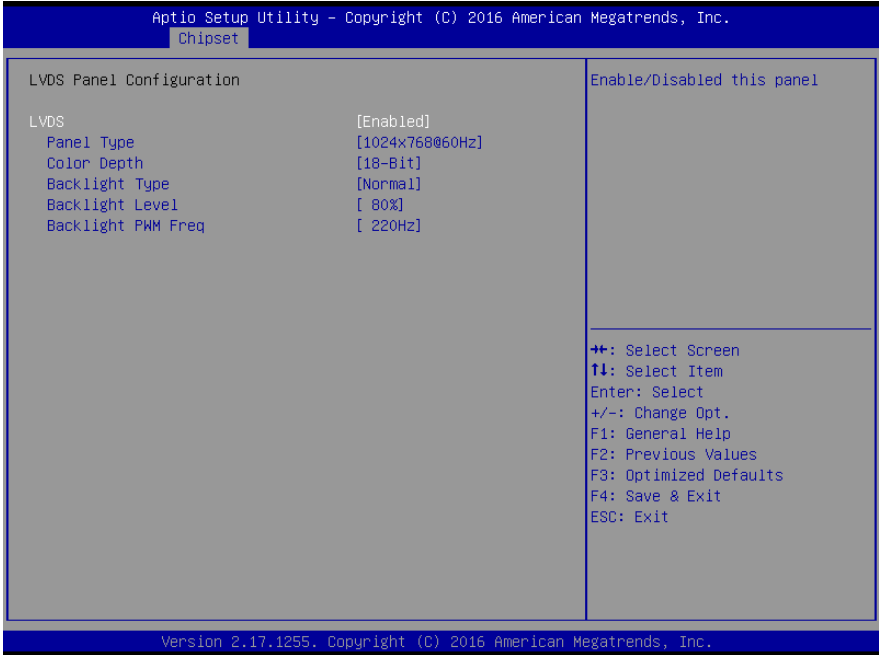 Aptio Setup Utility – Copyright (C) 2016 American Megatrends, Inc.
Chipset
LVDS Panel Configuration
LVDS [Enabled]
Panel Type [1024x768@60Hz]
Color Depth [18-Bit]
Backlight Type [Normal]
Backlight Level [ 80%]
Backlight PWM Freq [ 220Hz]
Enable/Disabled this panel
→←: Select Screen
↑↓: Select Item
Enter: Select
+/-: Change Opt.
F1: General Help
F2: Previous Values
F3: Optimized Defaults
F4: Save & Exit
ESC: Exit
Version 2.17.1255. Copyright (C) 2016 American Megatrends, Inc.